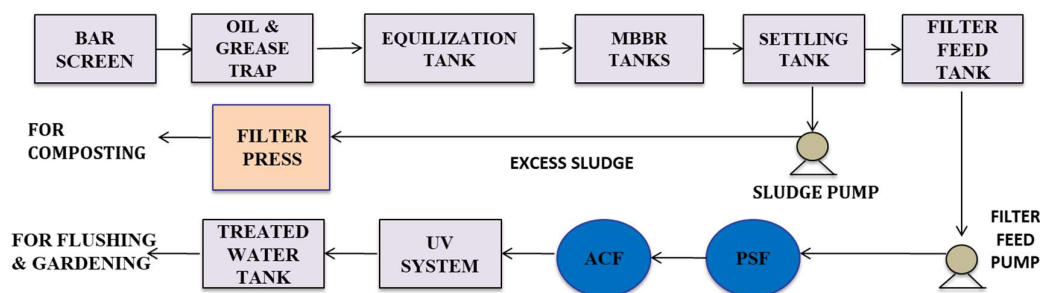 BAR
SCREEN
OIL &
GREASE
TRAP
EQUILIZATION
TANK
MBBR
TANKS
SETTLING
TANK
FILTER
FEED
TANK
FOR
COMPOSTING
FILTER
PRESS
EXCESS SLUDGE
SLUDGE PUMP
FOR FLUSHING
& GARDENING
TREATED
WATER
TANK
UV
SYSTEM
ACF
PSF
FILTER
FEED
PUMP